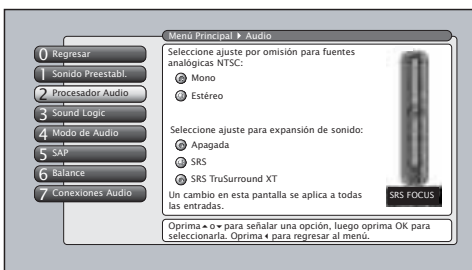 Menú Principal ▸ Audio
0 Regresar
1 Sonido Preestabl.
2 Procesador Audio
3 Sound Logic
4 Modo de Audio
5 SAP
6 Balance
7 Conexiones Audio
Seleccione ajuste por omisión para fuentes
analógicas NTSC:
Mono
Estéreo
Seleccione ajuste para expansión de sonido:
Apagada
SRS
SRS TruSurround XT
Un cambio en esta pantalla se aplica a todas
las entradas.
SRS FOCUS
Oprima ▴ o ▾ para señalar una opción, luego oprima OK para
seleccionarla. Oprima ◂ para regresar al menú.